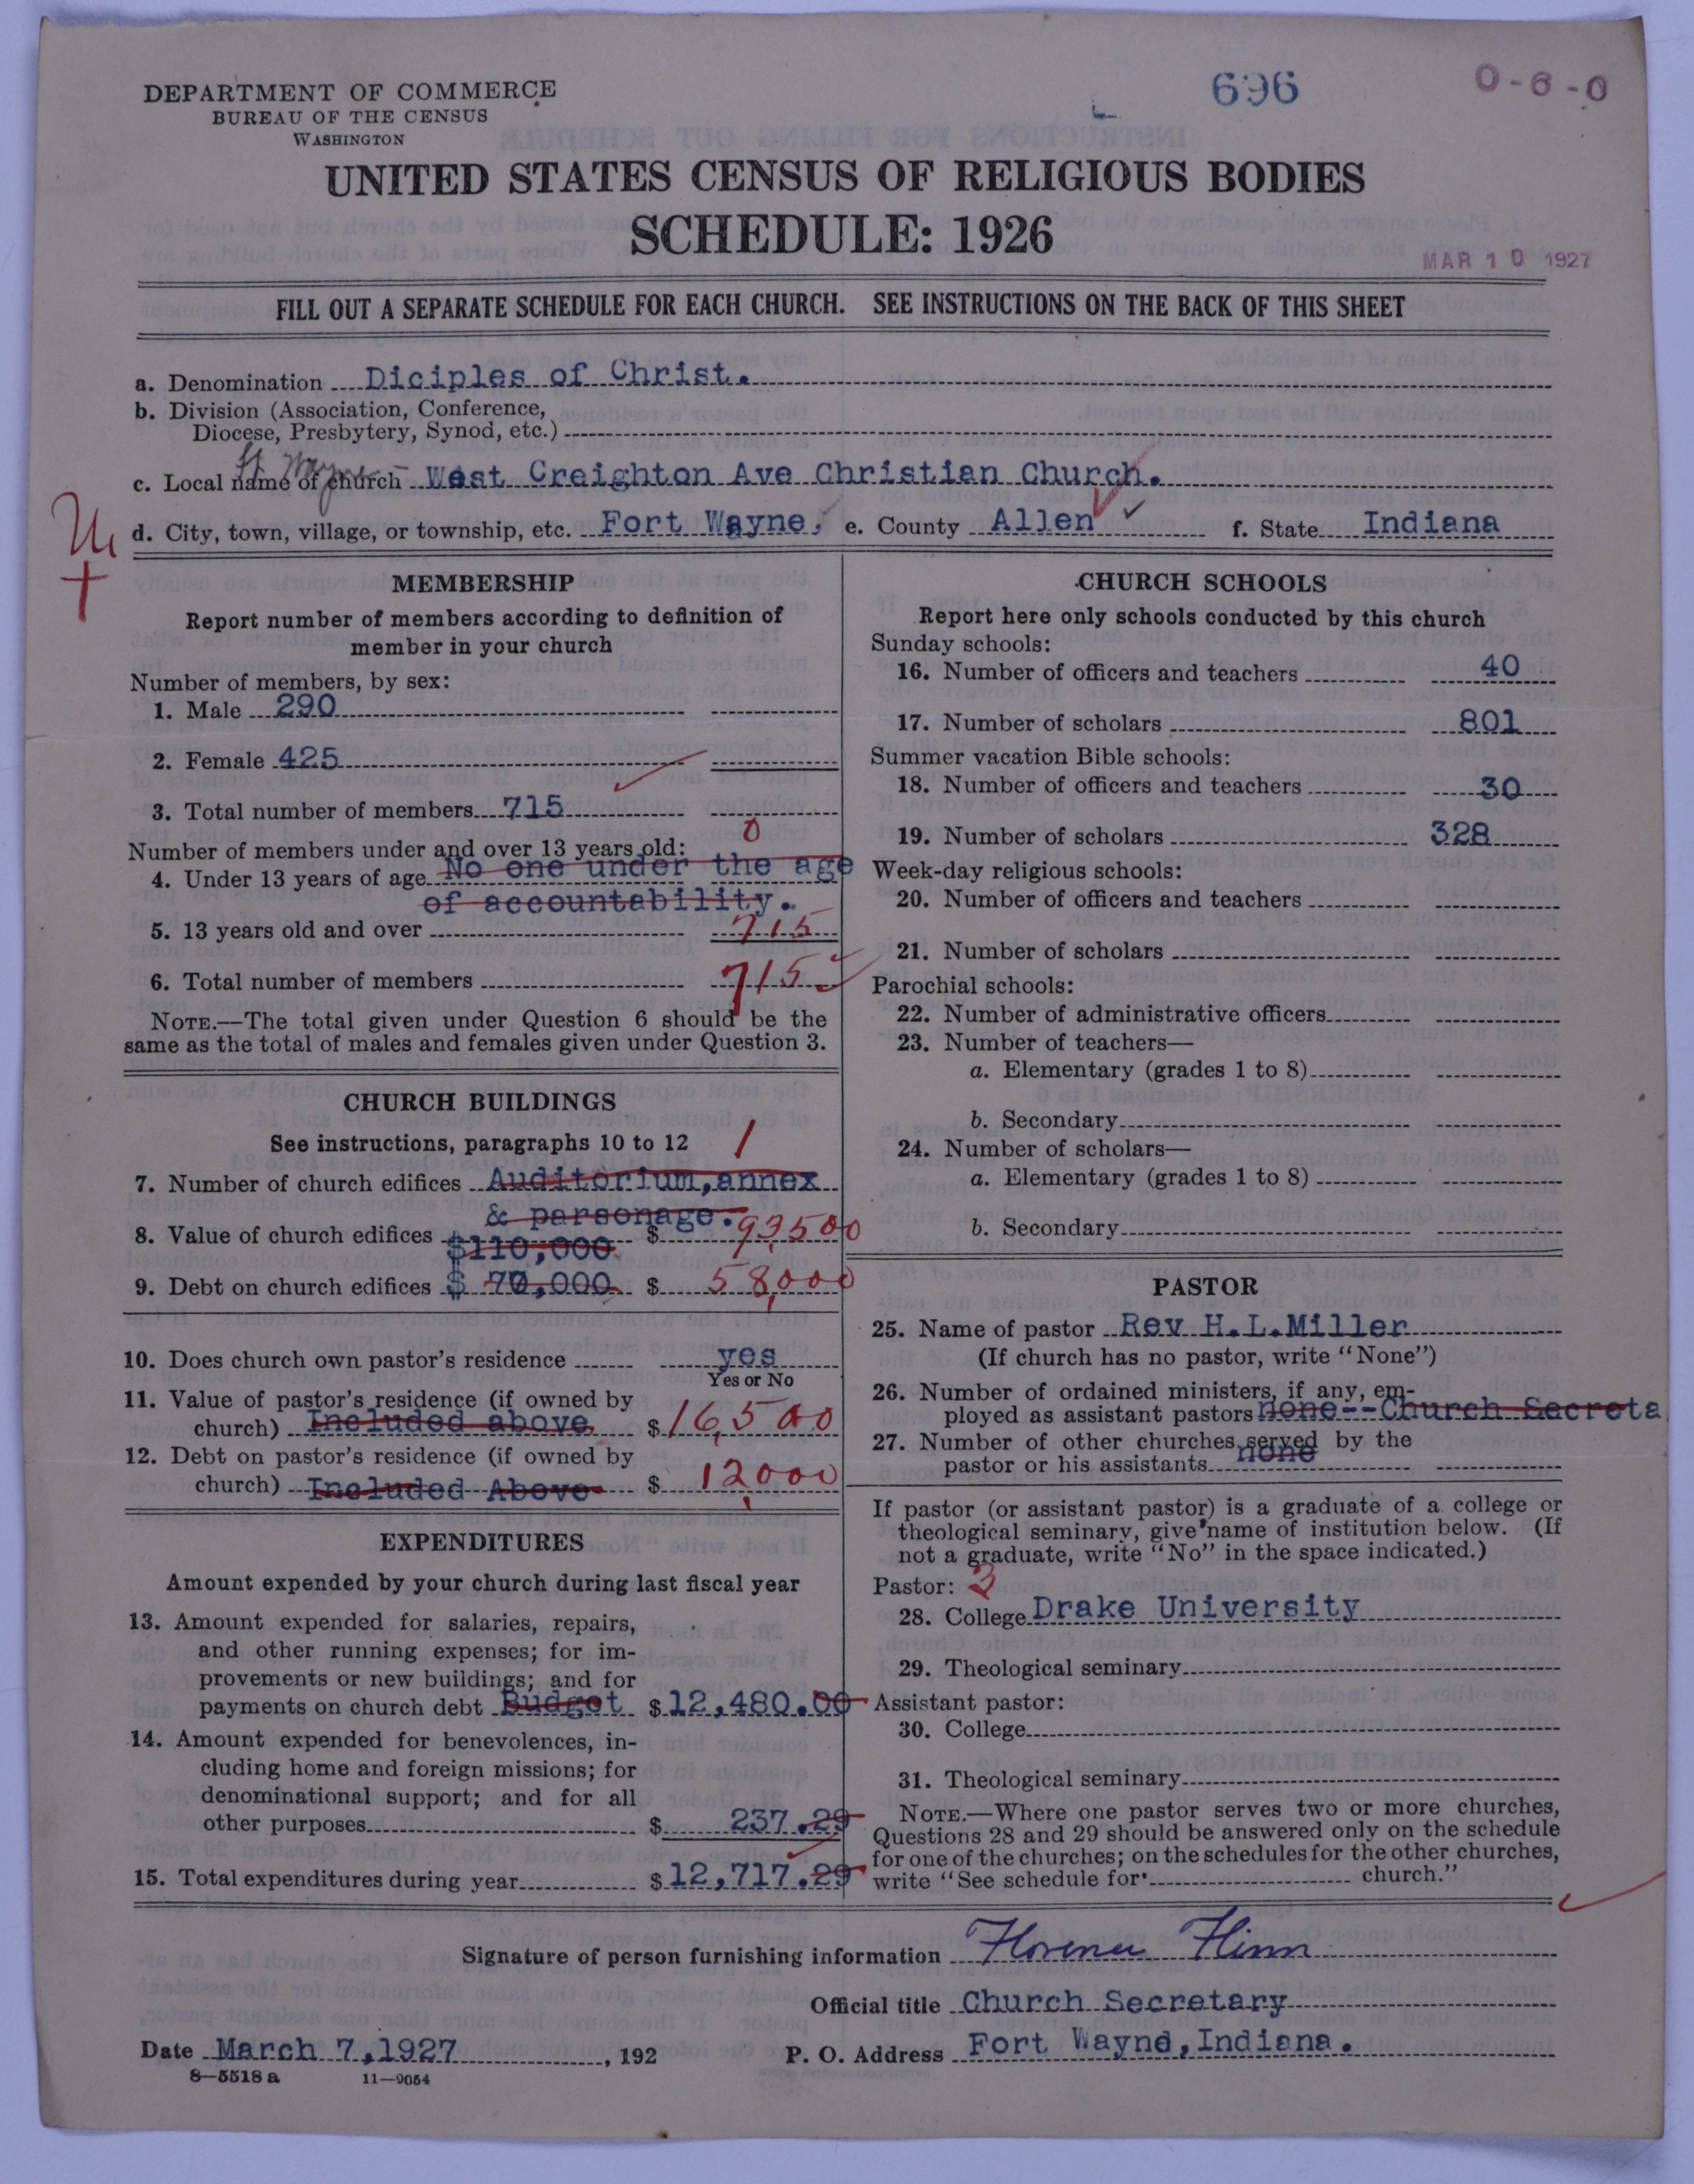 DEPARTMENT OF COMMERCE
BUREAU OF THE CENSUS
WASHINGTON
696
0-6-0
UNITED STATES CENSUS OF RELIGIOUS BODIES
SCHEDULE: 1926
MAR 10 1927
FILL OUT A SEPARATE SCHEDULE FOR EACH CHURCH. SEE INSTRUCTIONS ON THE BACK OF THIS SHEET
a. Denomination Diciples of Christ.
b. Division (Association, Conference,
Diocese, Presbytery, Synod, etc.)
Ft Wayne
c. Local name of church West Creighton Ave Christian Church.
d. City, town, village, or township, etc. Fort Wayne, e. County Allen f. State Indiana
MEMBERSHIP
Report number of members according to definition of
member in your church
Number of members, by sex:
1. Male 290
2. Female 425
3. Total number of members 715
0
Number of members under and over 13 years old:
4. Under 13 years of age No one under the age
of accountability.
5. 13 years old and over 715
6. Total number of members 715
NOTE.—The total given under Question 6 should be the
same as the total of males and females given under Question 3.
CHURCH BUILDINGS
See instructions, paragraphs 10 to 12
1
7. Number of church edifices Auditorium, annex
& parsonage.
8. Value of church edifices $110,000 $ 93,500
9. Debt on church edifices $ 70,000 $ 58,000
10. Does church own pastor's residence yes
Yes or No
11. Value of pastor's residence (if owned by
church) Included above $ 16,500
12. Debt on pastor's residence (if owned by
church) Included Above $ 12,000
EXPENDITURES
Amount expended by your church during last fiscal year
13. Amount expended for salaries, repairs,
and other running expenses; for im-
provements or new buildings; and for
payments on church debt Budget $12,480.00
14. Amount expended for benevolences, in-
cluding home and foreign missions; for
denominational support; and for all
other purposes $ 237.29
15. Total expenditures during year $12,717.29
CHURCH SCHOOLS
Report here only schools conducted by this church
Sunday schools:
16. Number of officers and teachers 40
17. Number of scholars 801
Summer vacation Bible schools:
18. Number of officers and teachers 30
19. Number of scholars 328
Week-day religious schools:
20. Number of officers and teachers
21. Number of scholars
Parochial schools:
22. Number of administrative officers
23. Number of teachers—
a. Elementary (grades 1 to 8)
b. Secondary
24. Number of scholars—
a. Elementary (grades 1 to 8)
b. Secondary
PASTOR
25. Name of pastor Rev H.L.Miller
(If church has no pastor, write "None")
26. Number of ordained ministers, if any, em-
ployed as assistant pastors none--Church Secreta
27. Number of other churches served by the
pastor or his assistants none
If pastor (or assistant pastor) is a graduate of a college or
theological seminary, give name of institution below. (If
not a graduate, write "No" in the space indicated.)
Pastor: 3
28. College Drake University
29. Theological seminary
Assistant pastor:
30. College
31. Theological seminary
NOTE.—Where one pastor serves two or more churches,
Questions 28 and 29 should be answered only on the schedule
for one of the churches; on the schedules for the other churches,
write "See schedule for church."
Signature of person furnishing information Florence Flinn
Official title Church Secretary
Date March 7,1927, 192
P. O. Address Fort Wayne, Indiana.
8—5518 a 11—9054